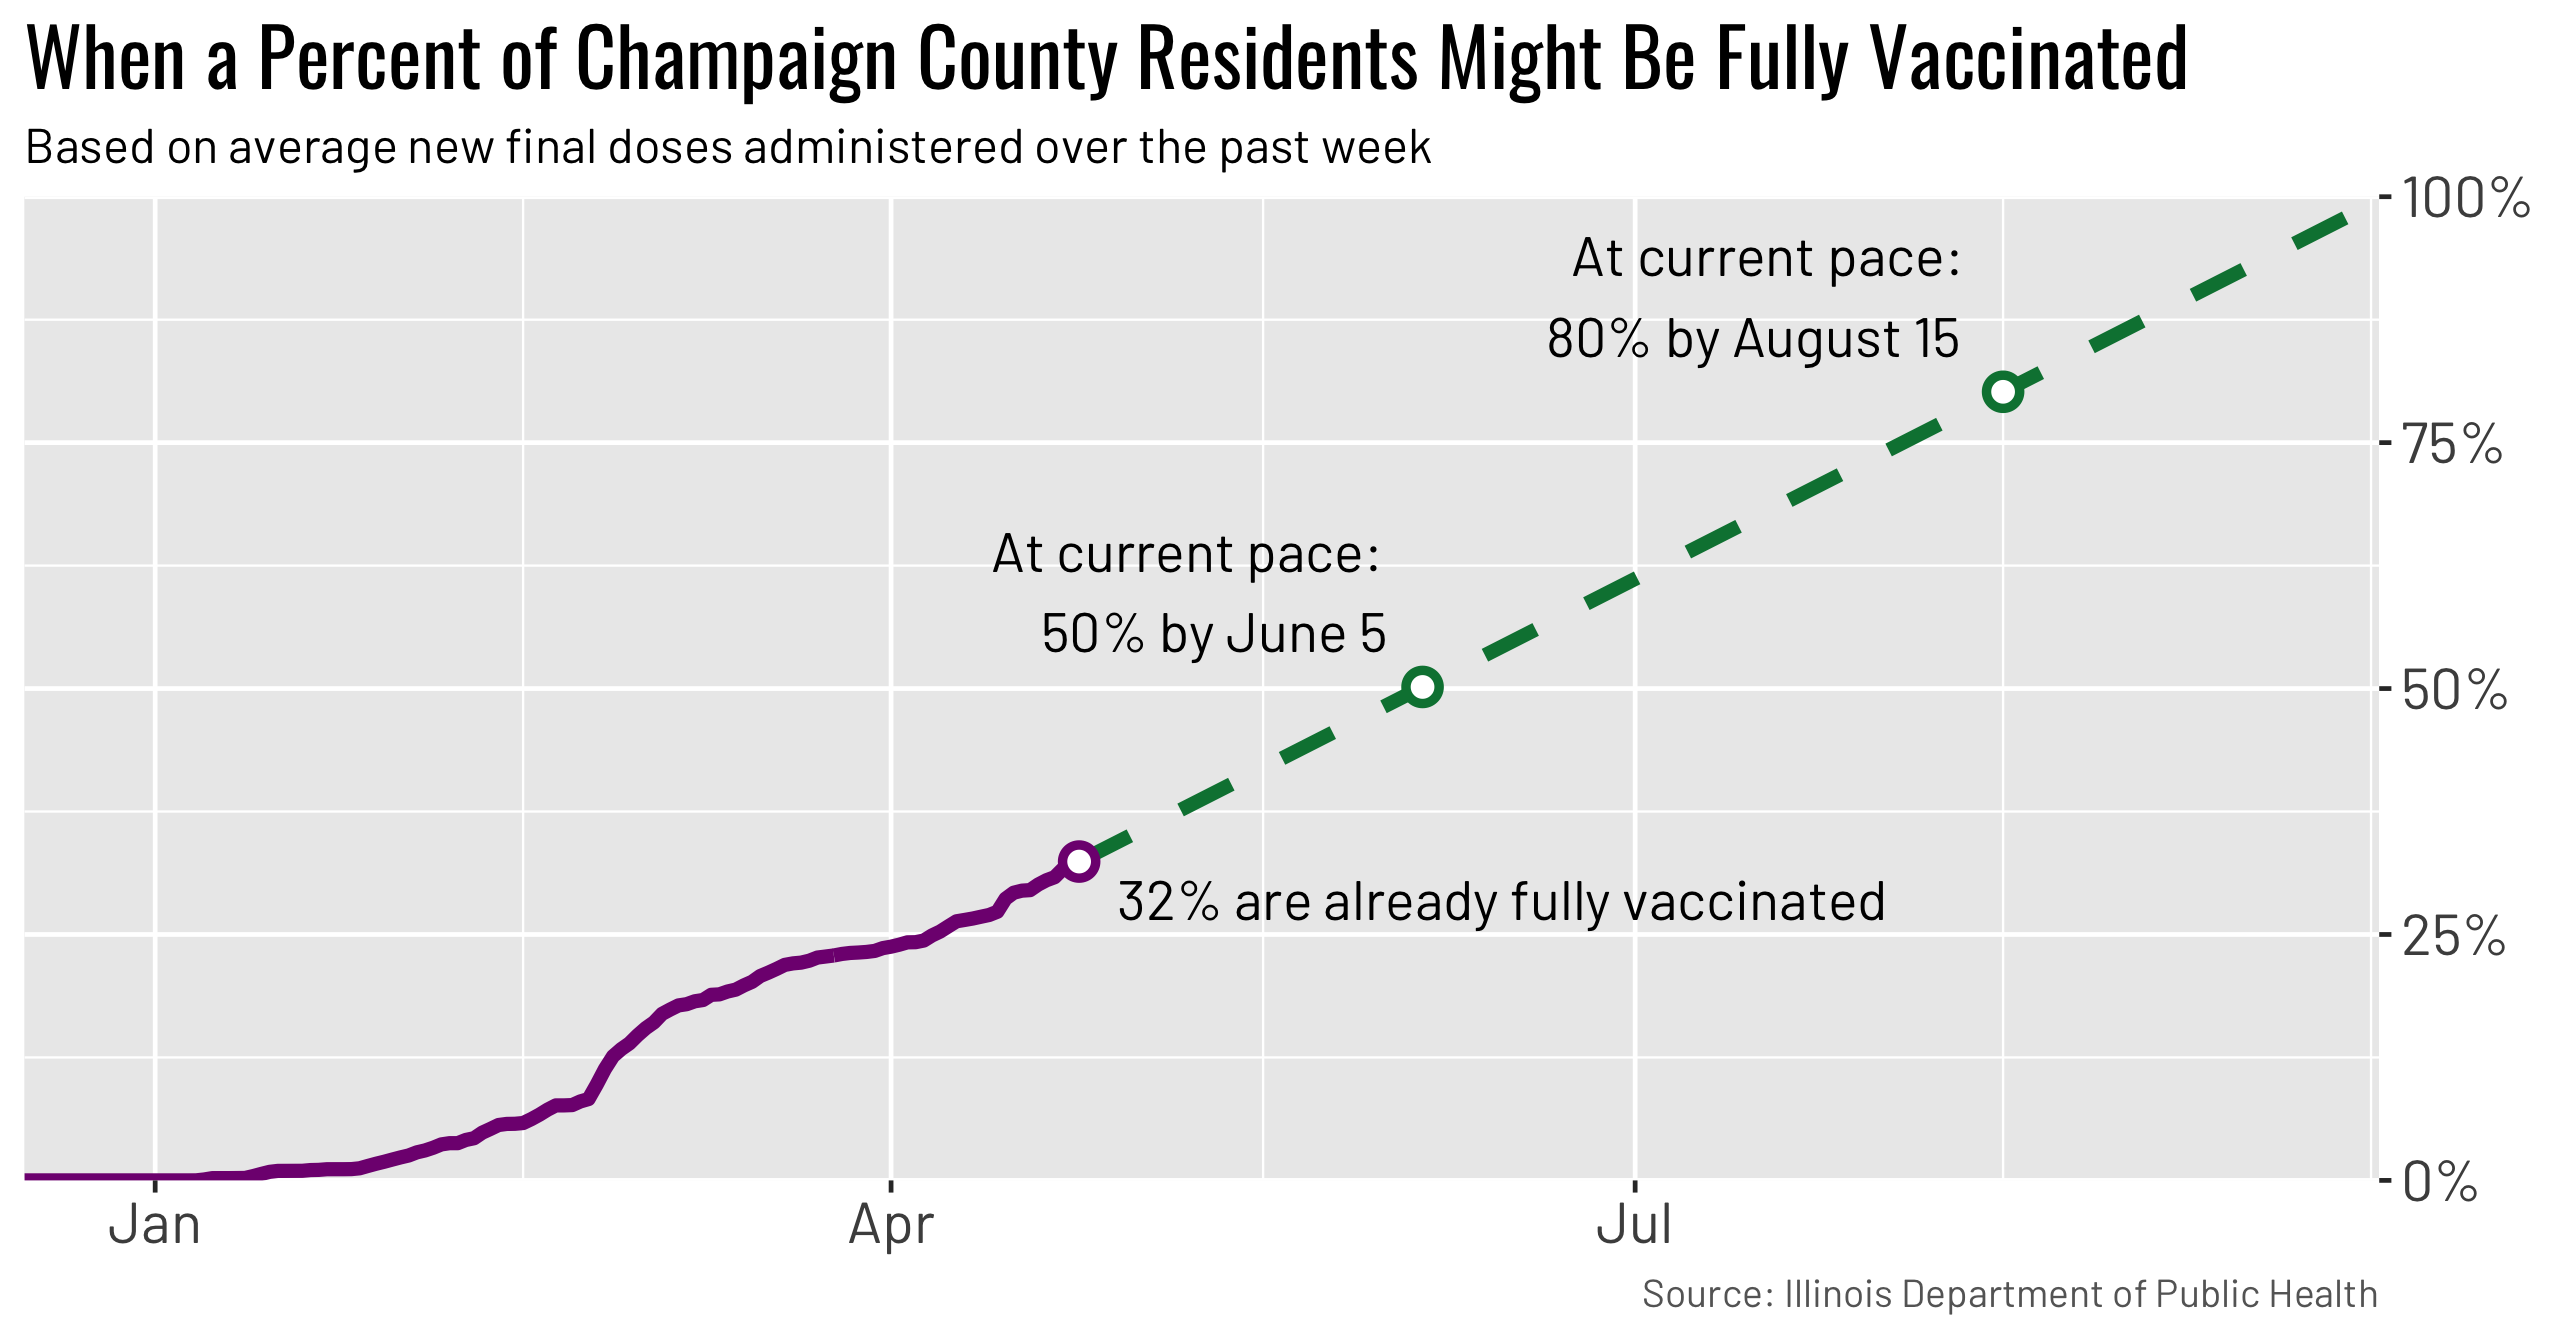 When a Percent of Champaign County Residents Might Be Fully Vaccinated
Based on average new final doses administered over the past week
100%
At current pace:
80% by August 15
75%
At current pace:
50% by June 5
50%
32% are already fully vaccinated
25%
0%
Jan
Apr
Jul
Source: Illinois Department of Public Health